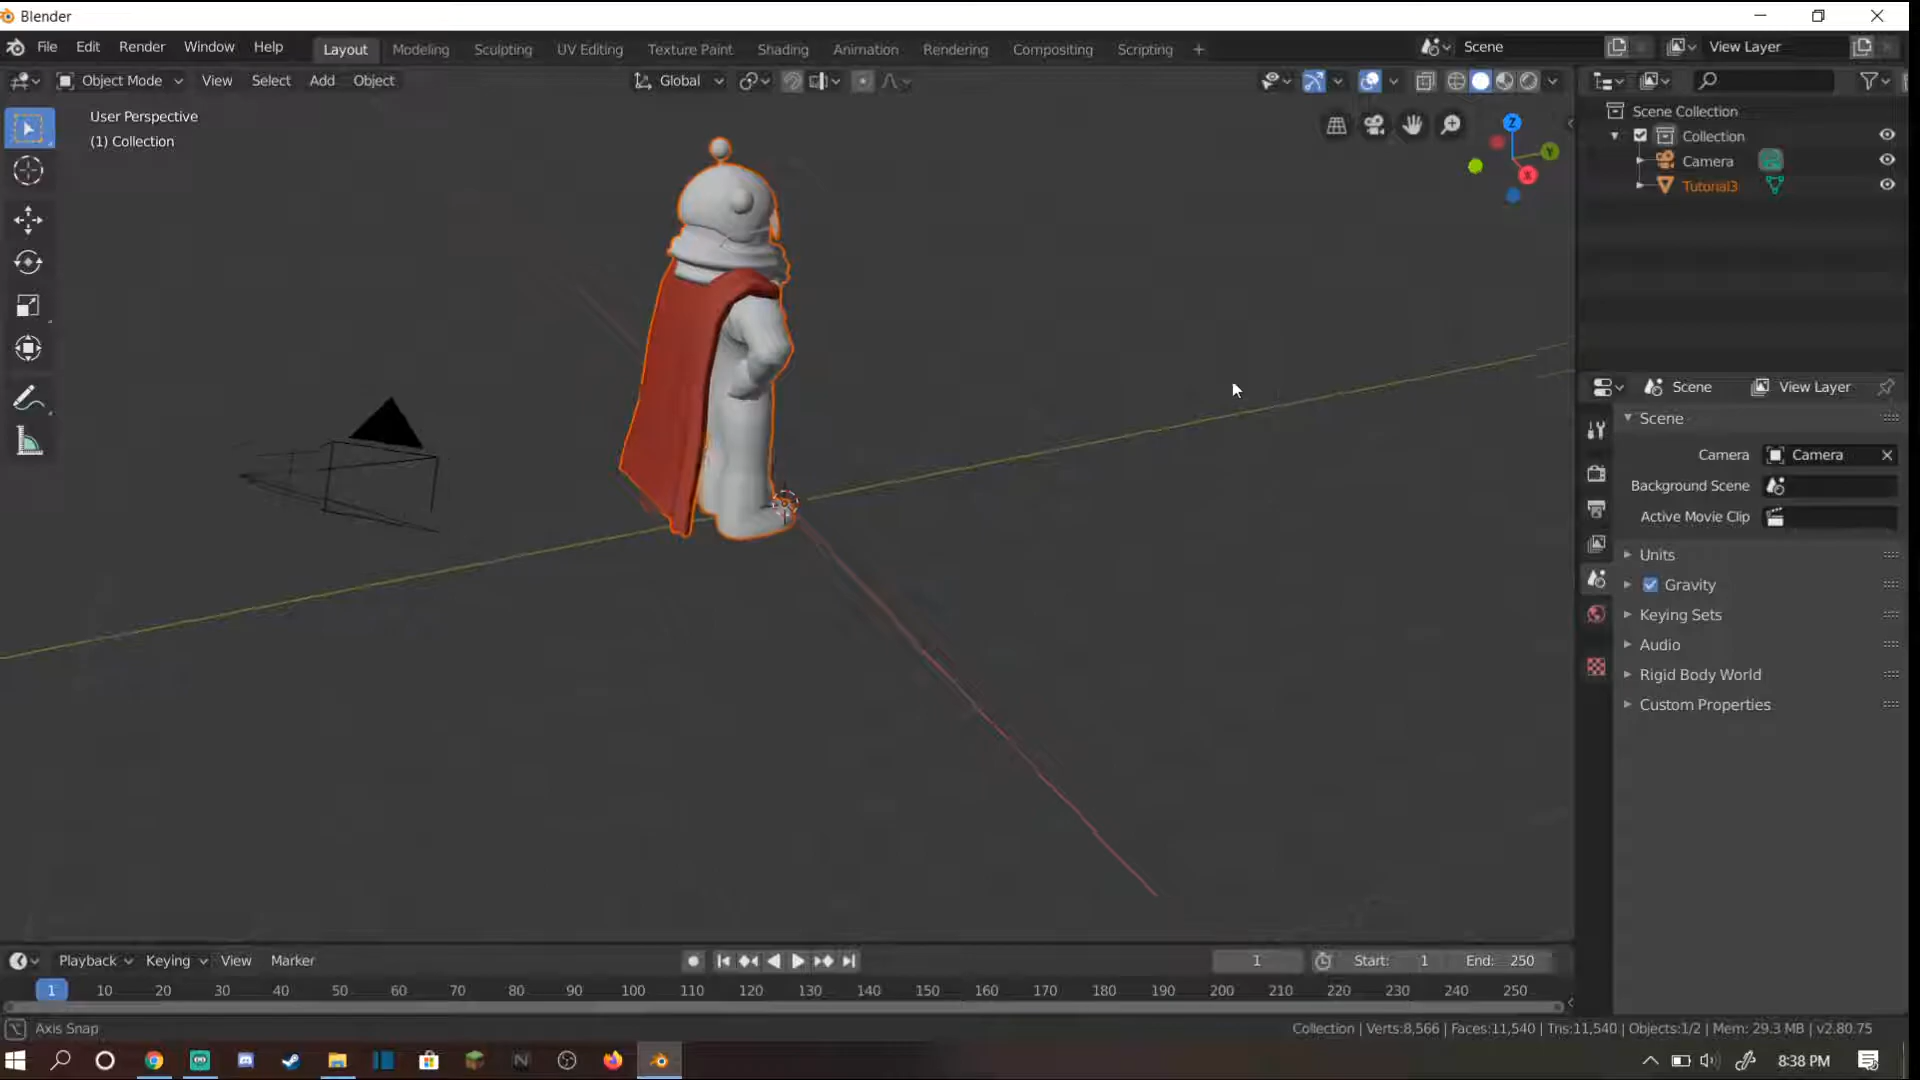 Blender
File Edit Render Window Help Layout Modeling Sculpting UV Editing Texture Paint Shading Animation Rendering Compositing Scripting + Scene View Layer
Object Mode View Select Add Object Global
User Perspective
(1) Collection
Z
Y
X
Scene Collection
Collection
Camera
Tutorial3
Scene View Layer
Scene
Camera Camera
Background Scene
Active Movie Clip
Units
Gravity
Keying Sets
Audio
Rigid Body World
Custom Properties
Playback Keying View Marker 1 Start: 1 End: 250
1 10 20 30 40 50 60 70 80 90 100 110 120 130 140 150 160 170 180 190 200 210 220 230 240 250
Axis Snap Collection | Verts:8,566 | Faces:11,540 | Tris:11,540 | Objects:1/2 | Mem: 29.3 MB | v2.80.75
8:38 PM